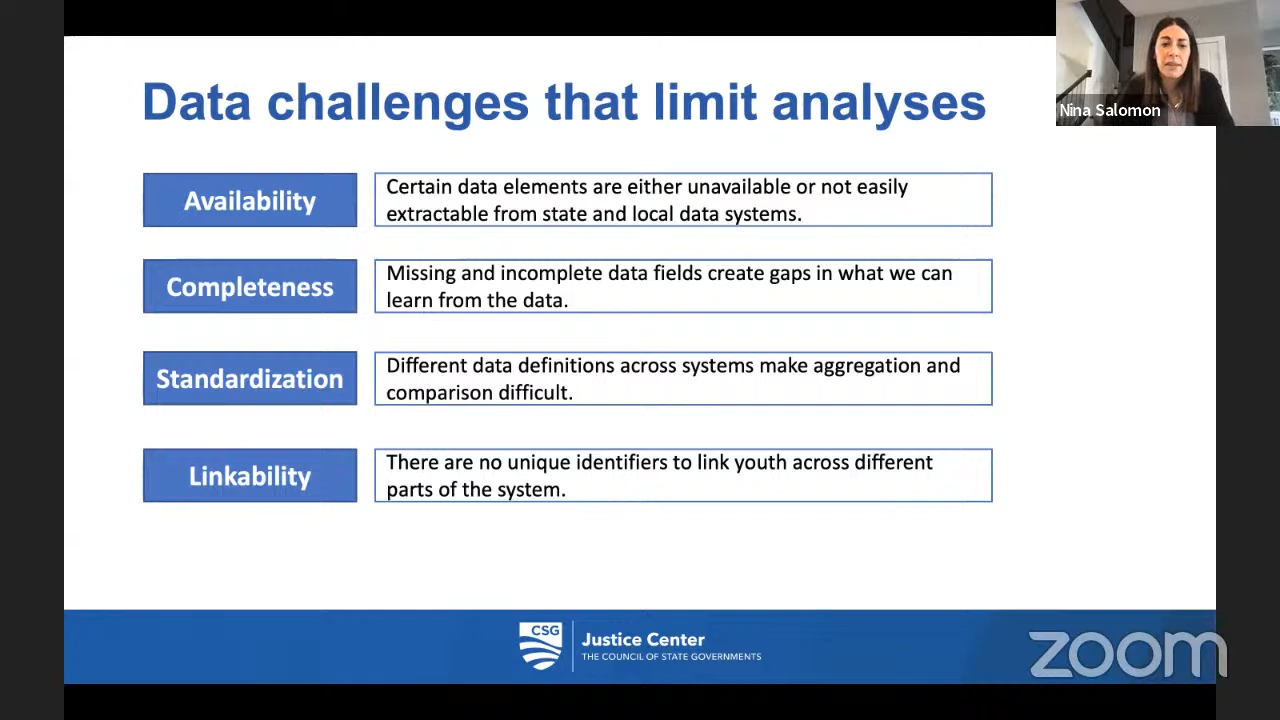 Data challenges that limit analyses
Nina Salomon
Availability
Certain data elements are either unavailable or not easily
extractable from state and local data systems.
Completeness
Missing and incomplete data fields create gaps in what we can
learn from the data.
Standardization
Different data definitions across systems make aggregation and
comparison difficult.
Linkability
There are no unique identifiers to link youth across different
parts of the system.
CSG
Justice Center
THE COUNCIL OF STATE GOVERNMENTS
zoom